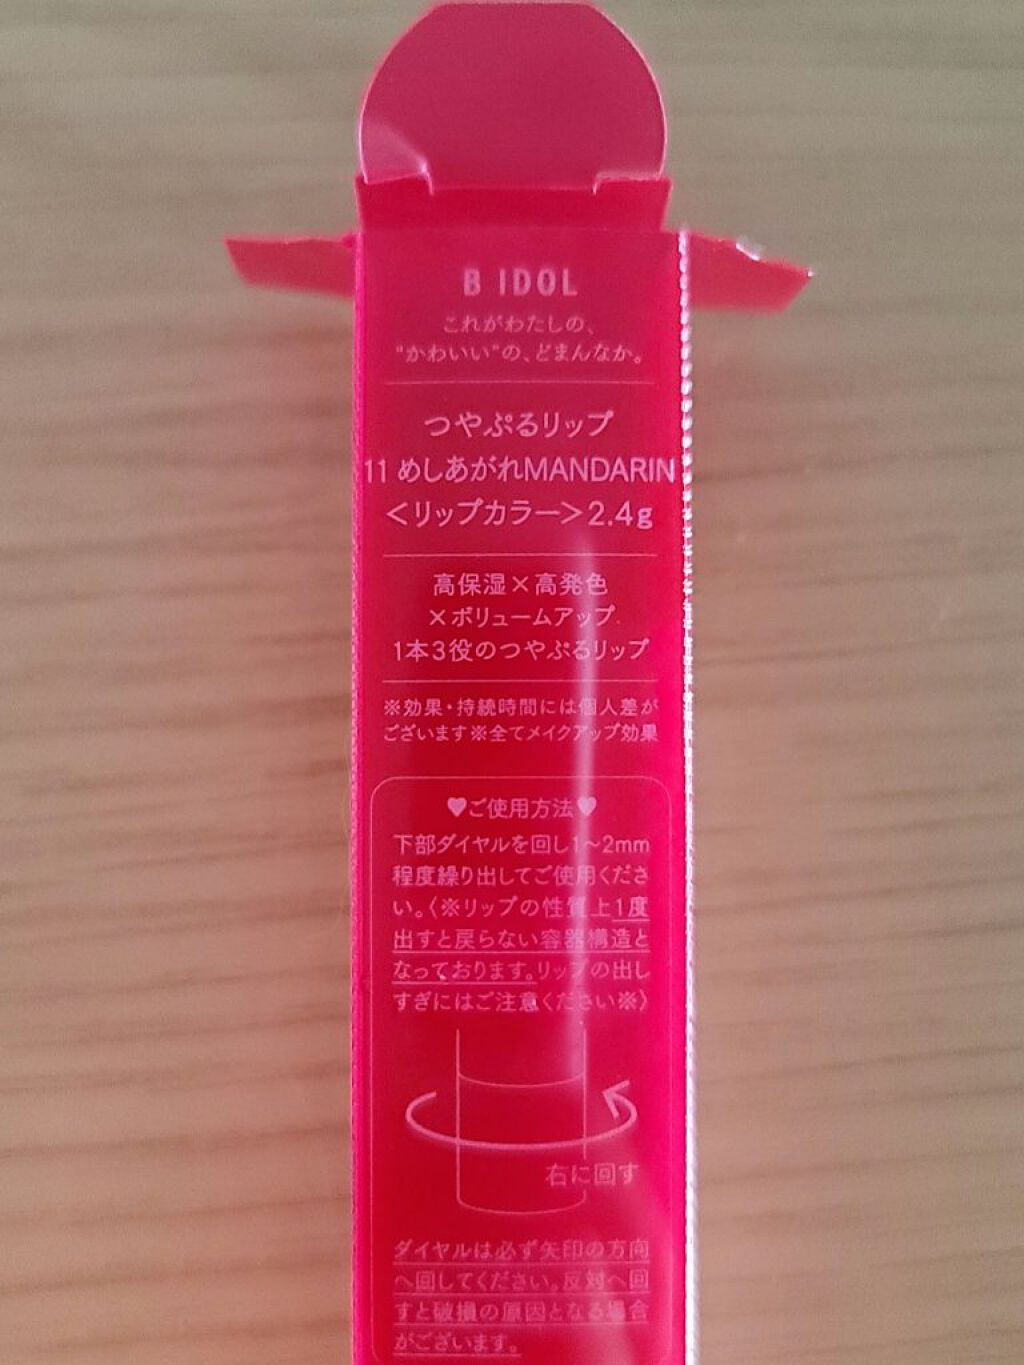 B IDOL
これがわたしの、
"かわいい"の、どまんなか。
つやぷるリップ
11 めしあがれMANDARIN
＜リップカラー＞2.4g
高保湿×高発色
×ボリュームアップ.
1本3役のつやぷるリップ
※効果・持続時間には個人差が
ございます※全てメイクアップ効果
♥ご使用方法♥
下部ダイヤルを回し1〜2mm
程度繰り出してご使用くださ
い。〈※リップの性質上1度
出すと戻らない容器構造と
なっております。リップの出し
すぎにはご注意ください※〉
右に回す
ダイヤルは必ず矢印の方向
へ回してください。反対へ回
すと破損の原因となる場合
がございます。